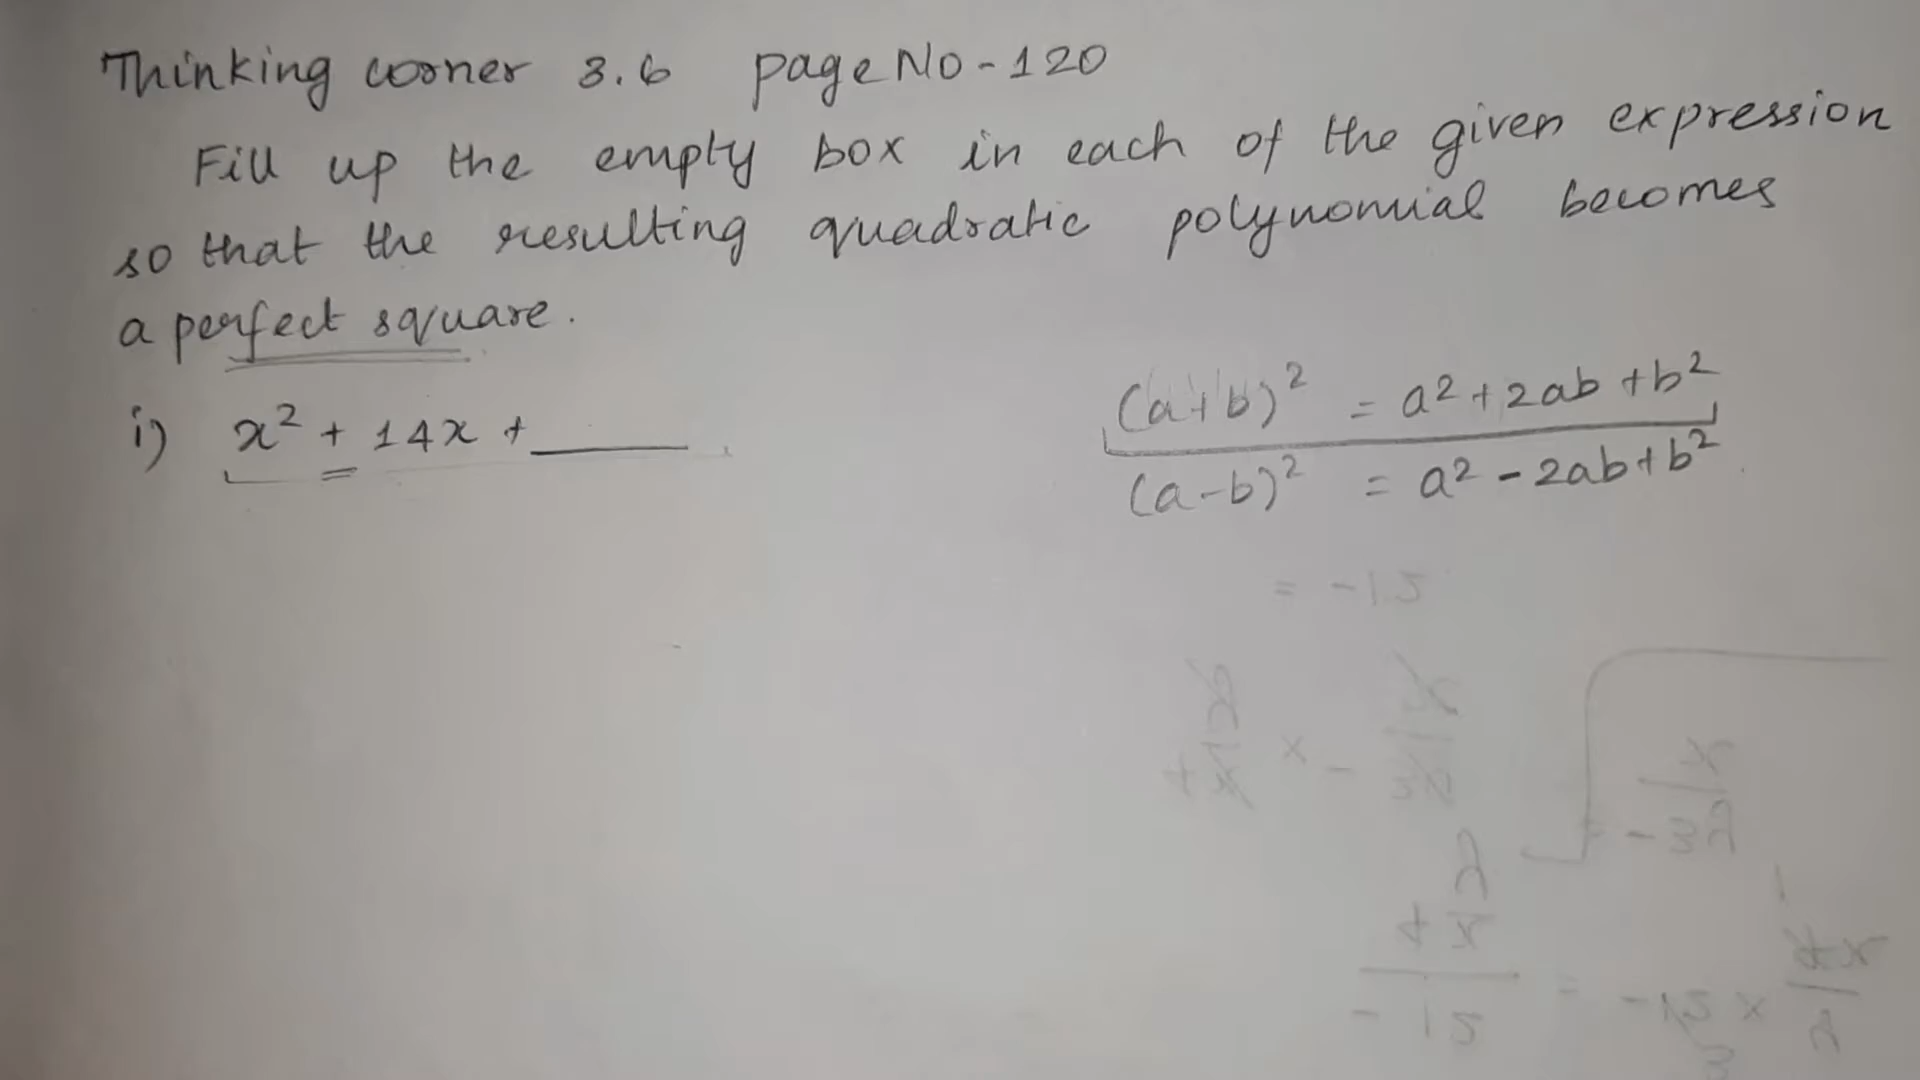 Thinking corner 3.6 page No - 120
Fill up the empty box in each of the given expression
so that the resulting quadratic polynomial becomes
a perfect square.
i) x² + 14x + ______
(a+b)² = a² + 2ab + b²
(a-b)² = a² - 2ab + b²
= -15